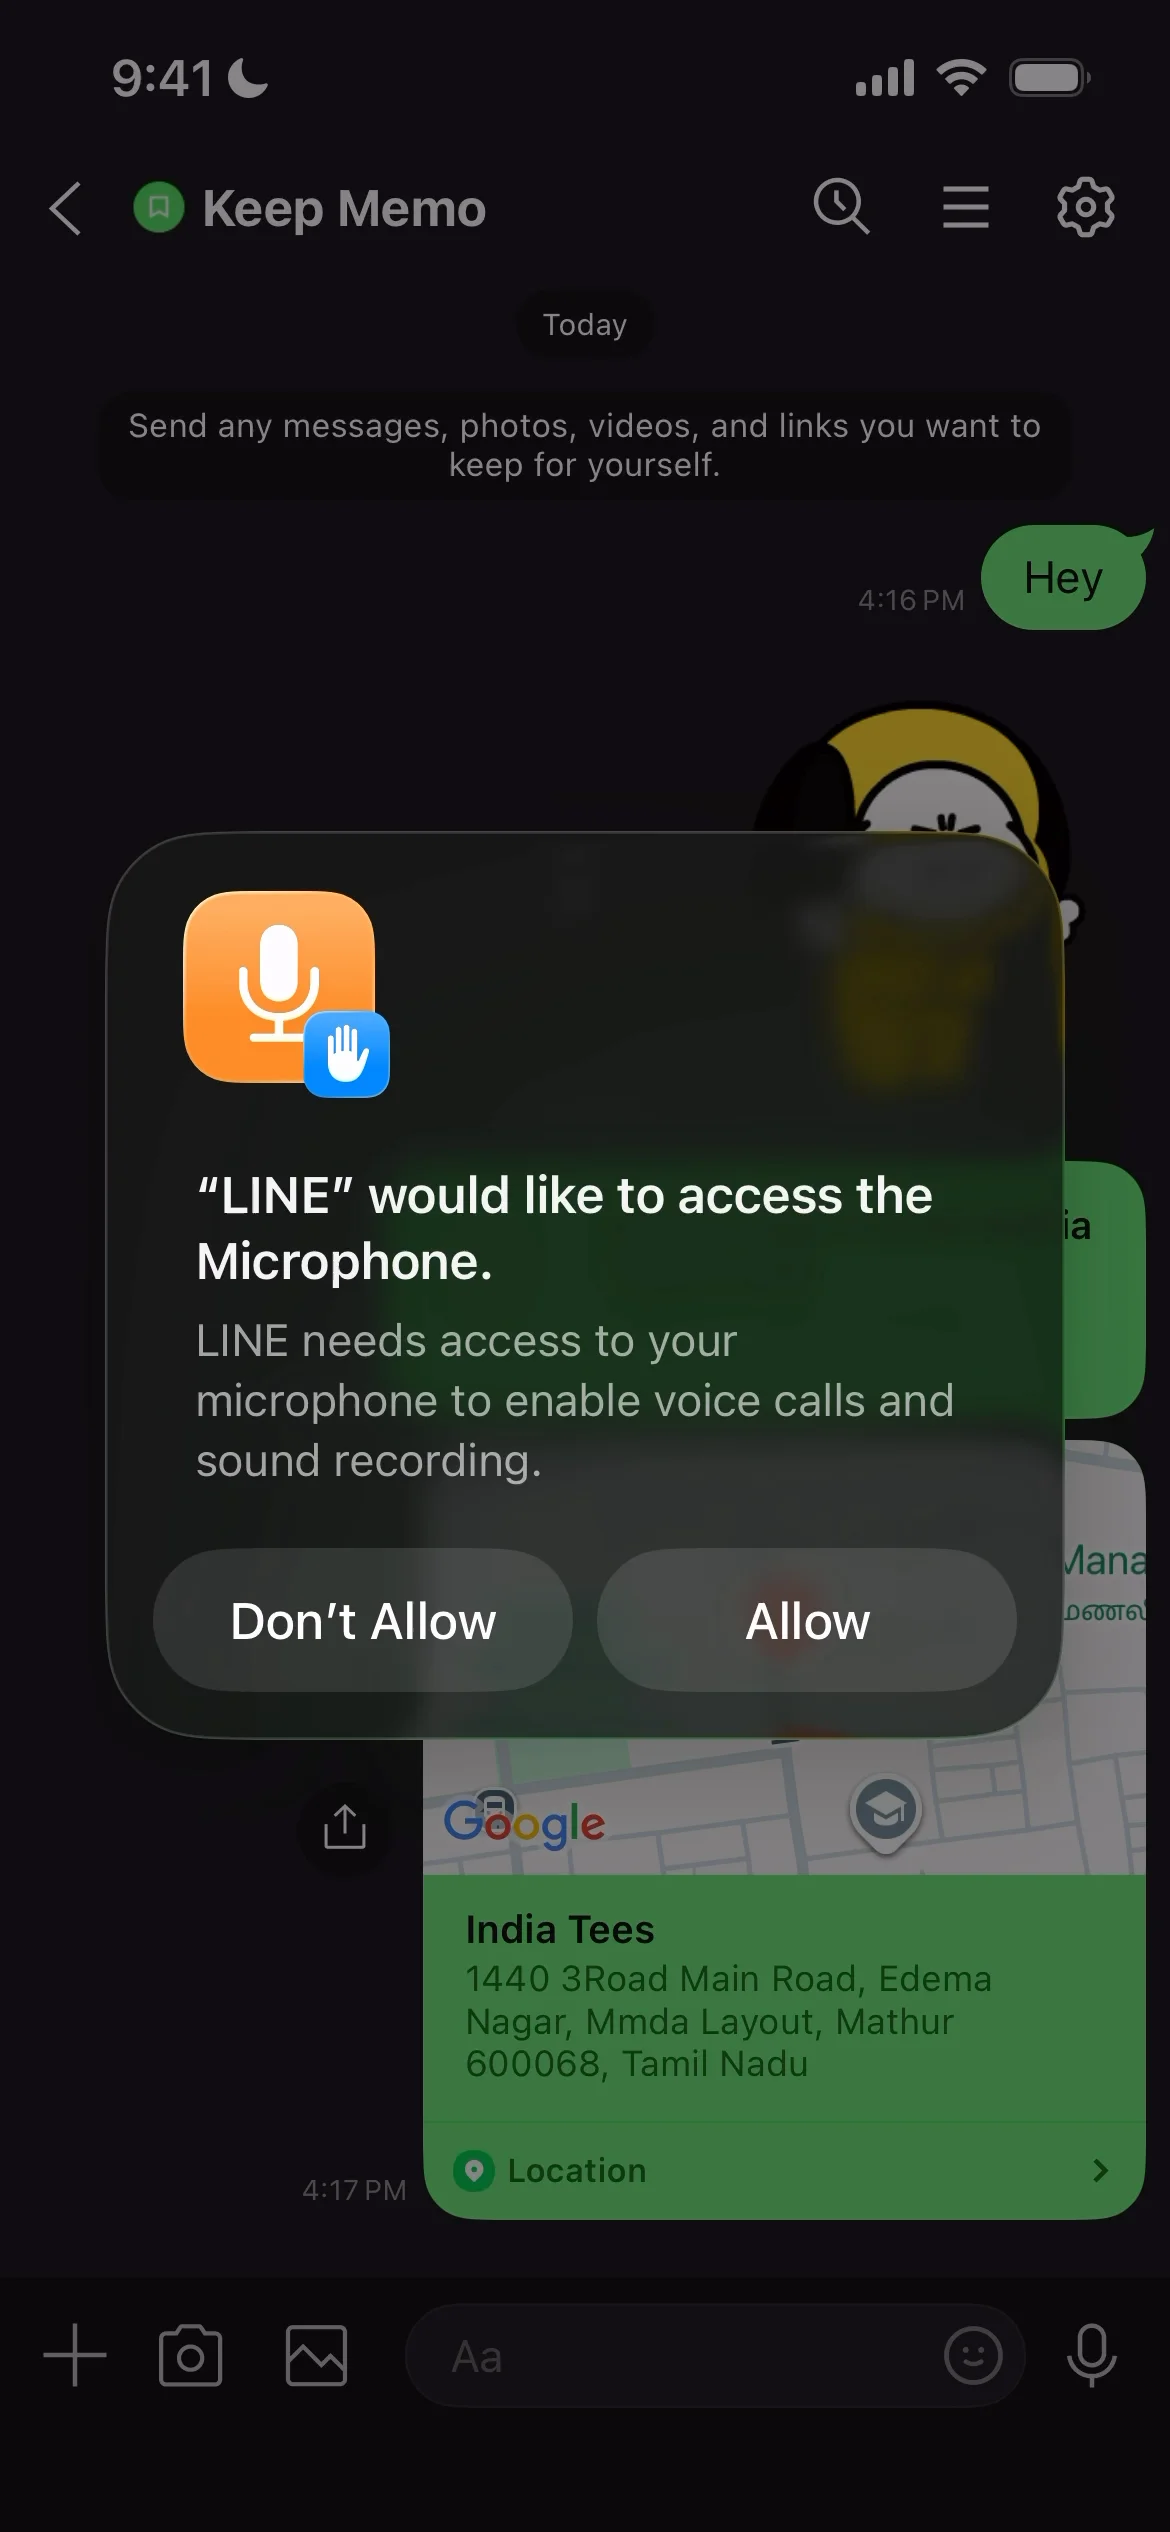 9:41
Keep Memo
Today
Send any messages, photos, videos, and links you want to
keep for yourself.
Hey
4:16 PM
“LINE” would like to access the
Microphone.
LINE needs access to your
microphone to enable voice calls and
sound recording.
Don’t Allow
Allow
Google
India Tees
1440 3Road Main Road, Edema
Nagar, Mmda Layout, Mathur
600068, Tamil Nadu
Location
4:17 PM
Aa